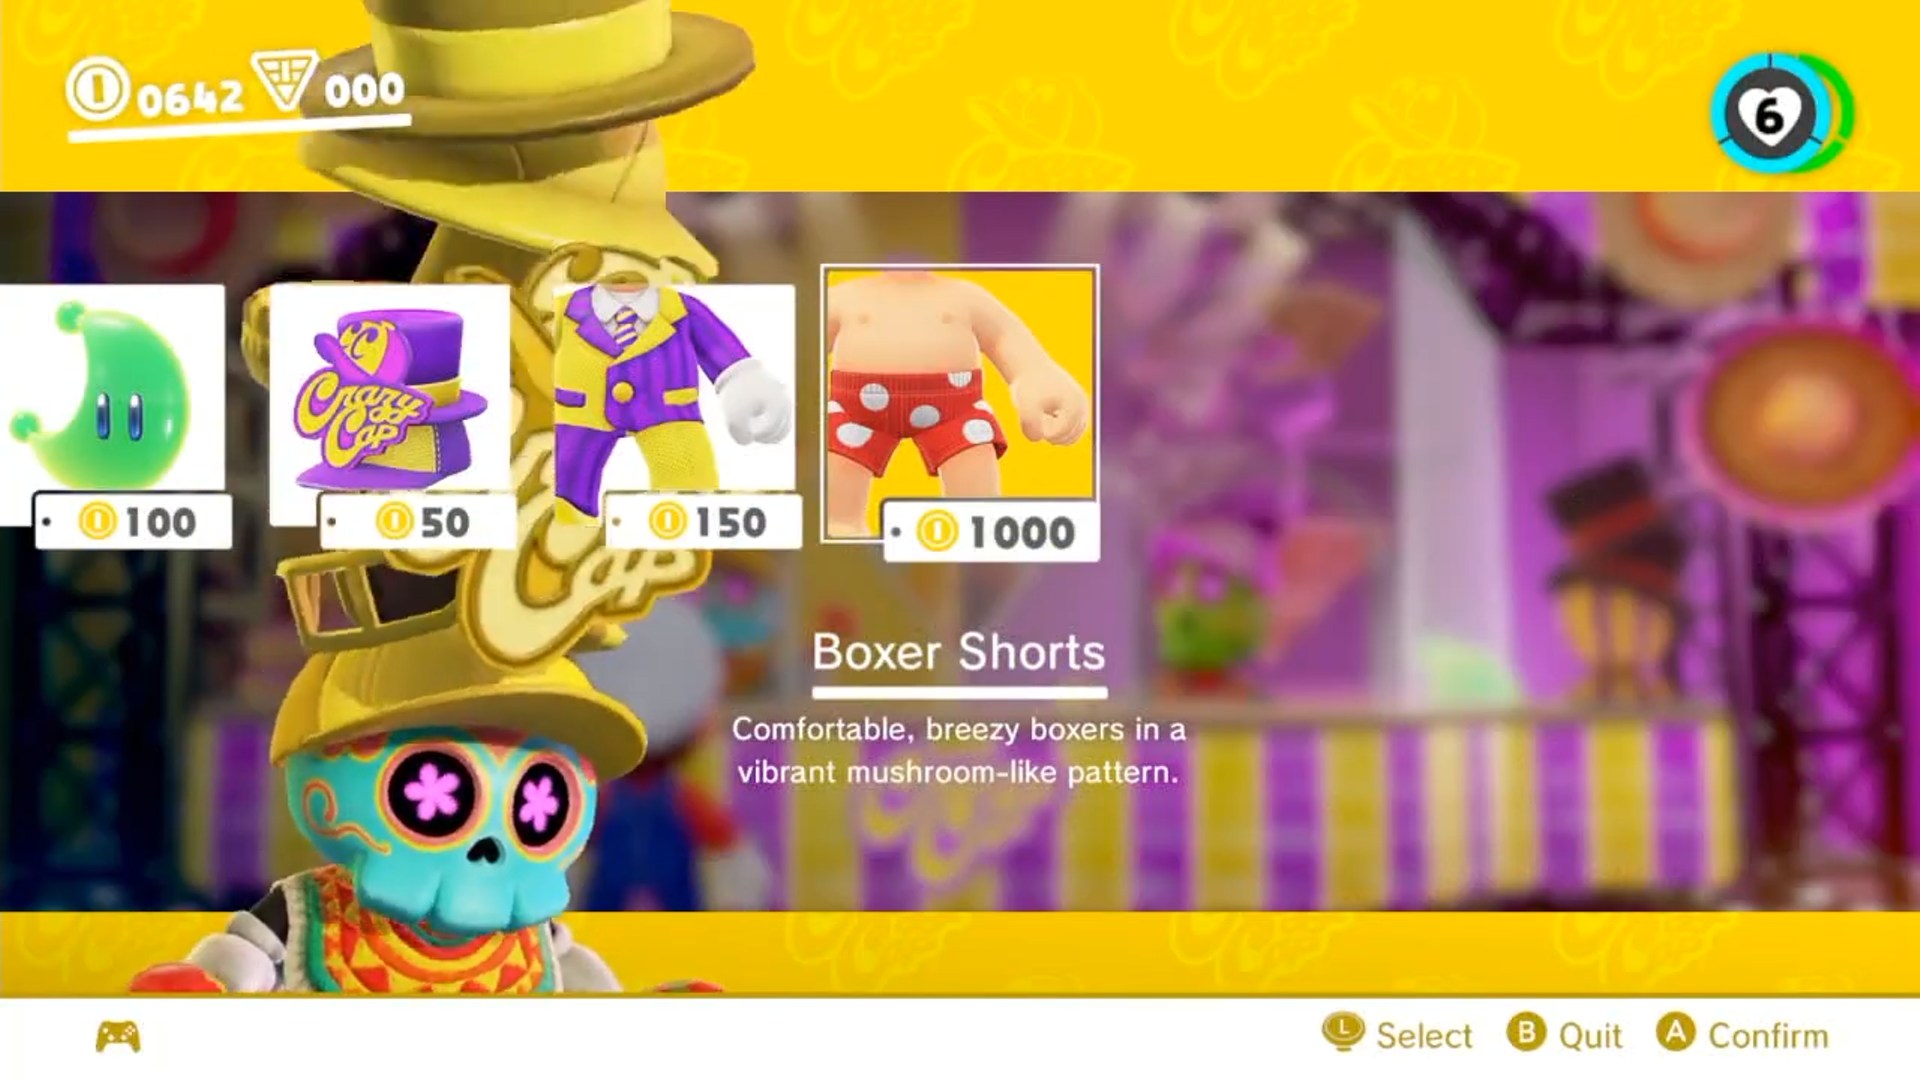 0642 000
6
Crazy Cap
100
50
150
1000
Cap
Boxer Shorts
Comfortable, breezy boxers in a
vibrant mushroom-like pattern.
L Select B Quit A Confirm